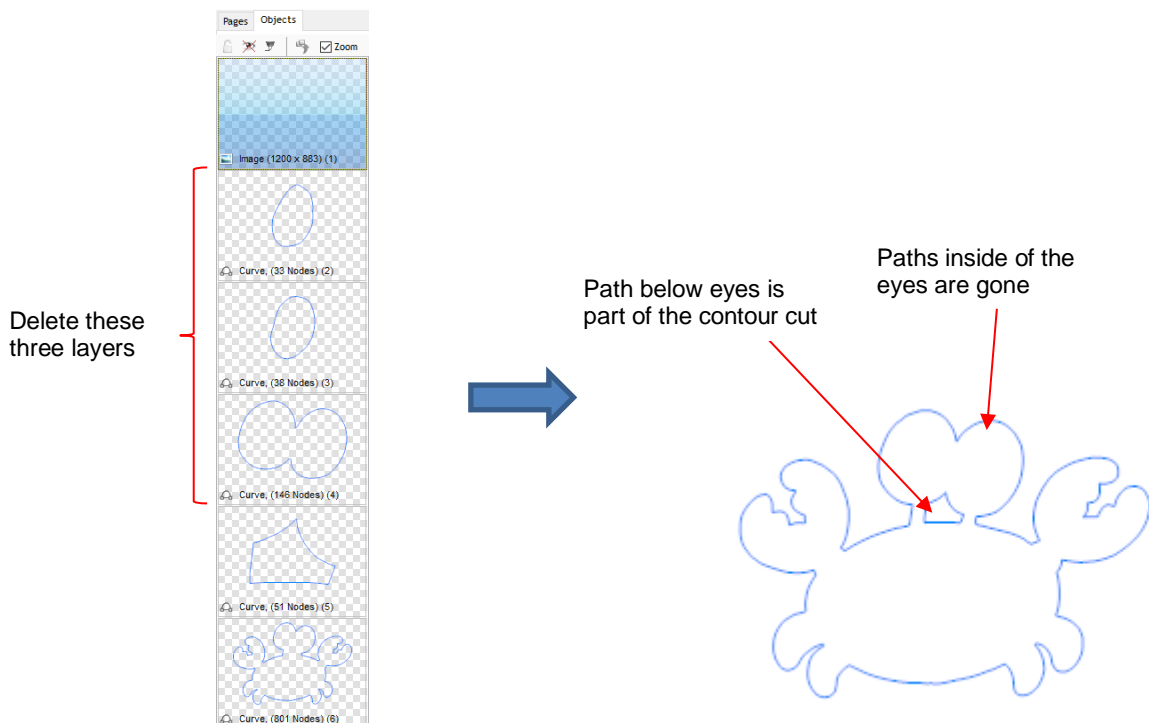 Pages Objects
Zoom
Image (1200 x 883) (1)
Curve, (33 Nodes) (2)
Curve, (38 Nodes) (3)
Curve, (146 Nodes) (4)
Curve, (51 Nodes) (5)
Curve, (801 Nodes) (6)
Delete these
three layers
Path below eyes is
part of the contour cut
Paths inside of the
eyes are gone